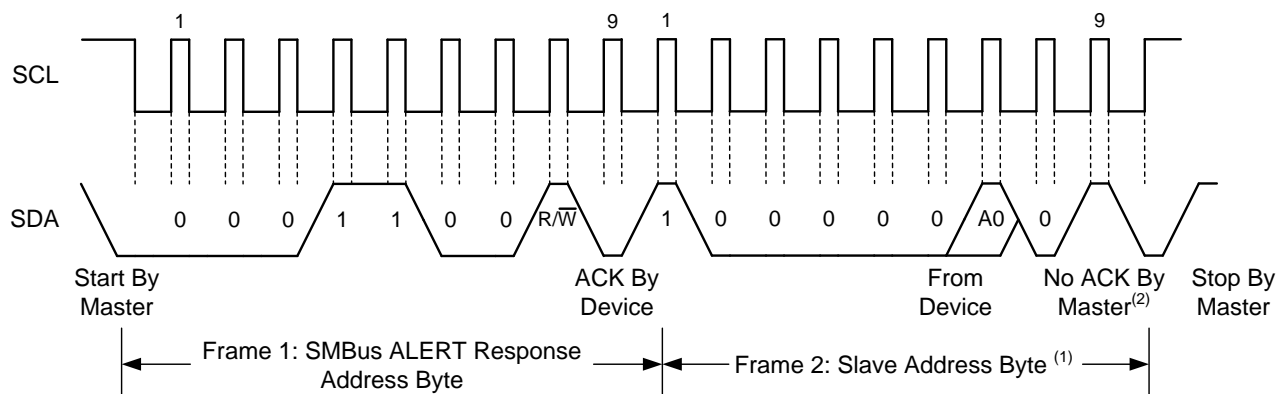 1 9 1 9
SCL
SDA 0 0 0 1 1 0 0 R/W̅ 1 0 0 0 0 0 A0 0
Start By
Master
ACK By
Device
From
Device
No ACK By
Master(2)
Stop By
Master
Frame 1: SMBus ALERT Response
Address Byte
Frame 2: Slave Address Byte (1)